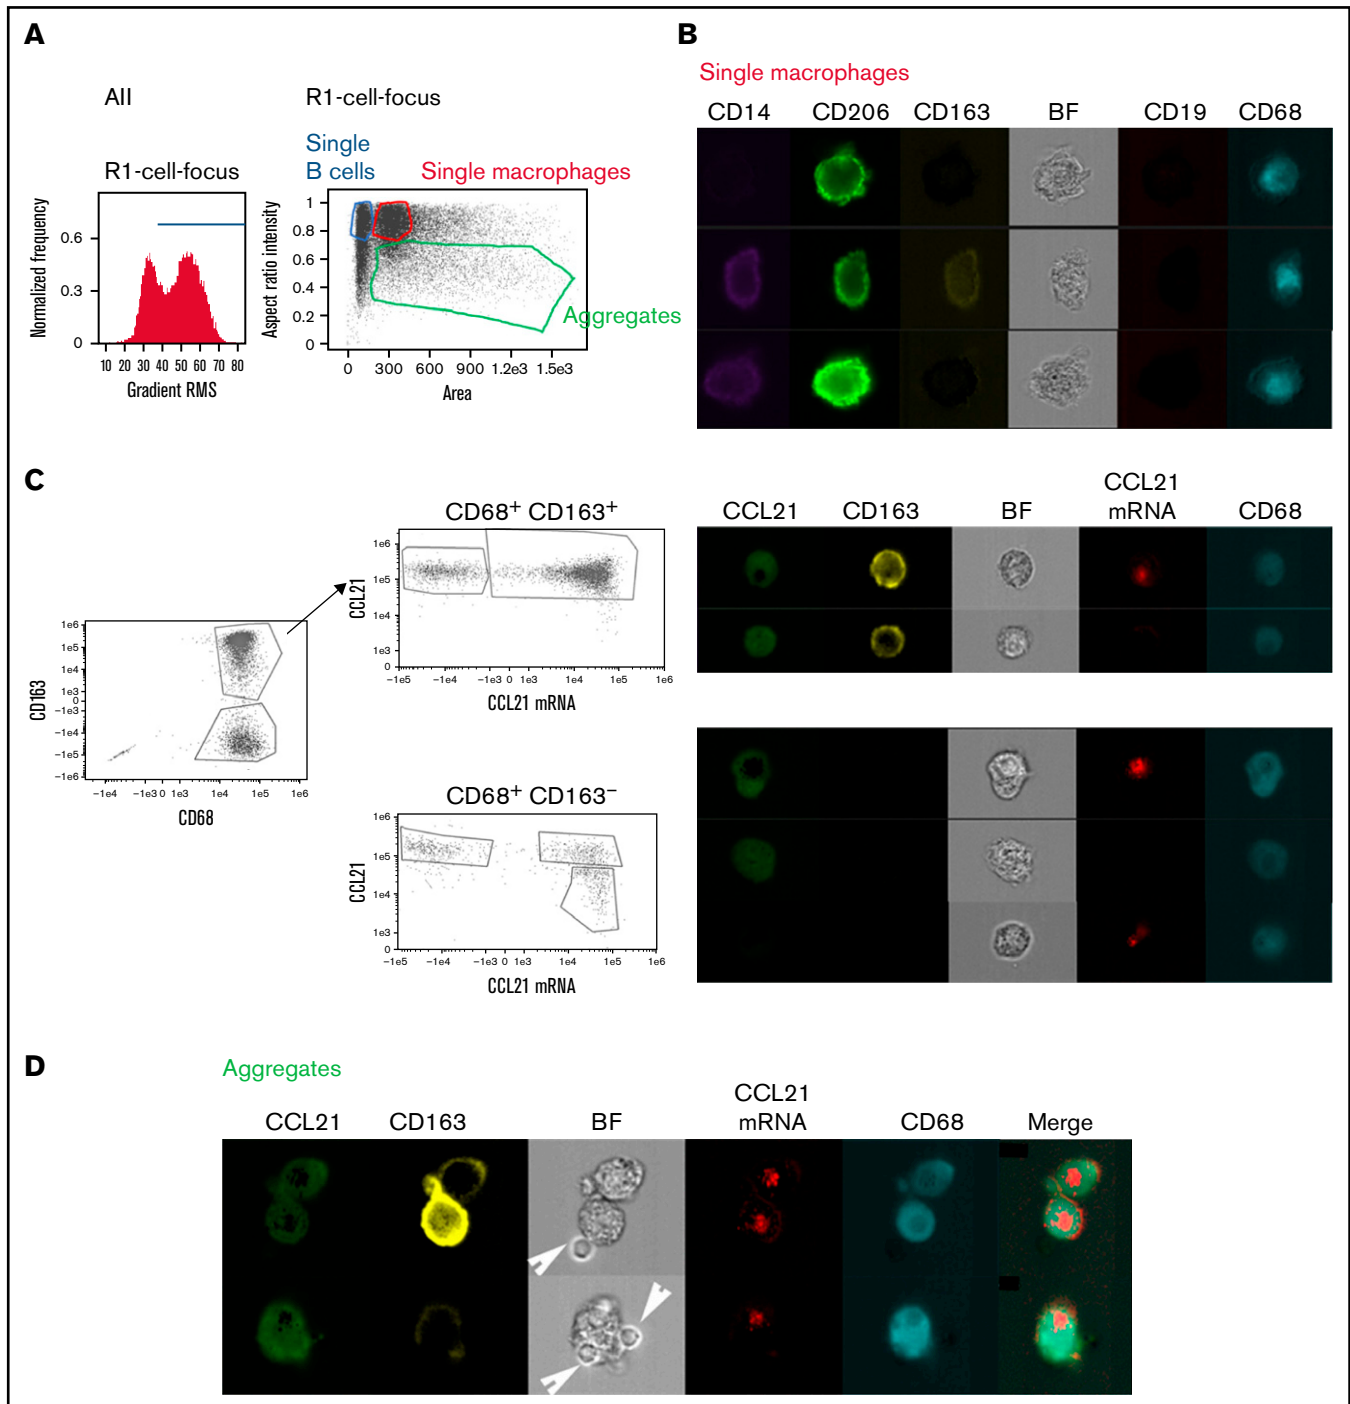 A
All
R1-cell-focus
Normalized frequency
0.6
0.3
0
10 20 30 40 50 60 70 80
Gradient RMS
R1-cell-focus
Single
B cells
Single macrophages
Aspect ratio intensity
1
0.8
0.6
0.4
0.2
0
Aggregates
0 300 600 900 1.2e3 1.5e3
Area
B
Single macrophages
CD14 CD206 CD163 BF CD19 CD68
C
CD163
1e6
1e5
1e4
1e3
0
−1e3
−1e4
−1e5
−1e6
−1e4 −1e3 0 1e3 1e4 1e5 1e6
CD68
CD68+ CD163+
CCL21
1e6
1e5
1e4
1e3
0
−1e5 −1e4 −1e3 0 1e3 1e4 1e5 1e6
CCL21 mRNA
CD68+ CD163−
CCL21
1e6
1e5
1e4
1e3
0
−1e5 −1e4 −1e3 0 1e3 1e4 1e5 1e6
CCL21 mRNA
CCL21 CD163 BF CCL21
mRNA CD68
D
Aggregates
CCL21 CD163 BF CCL21
mRNA CD68 Merge